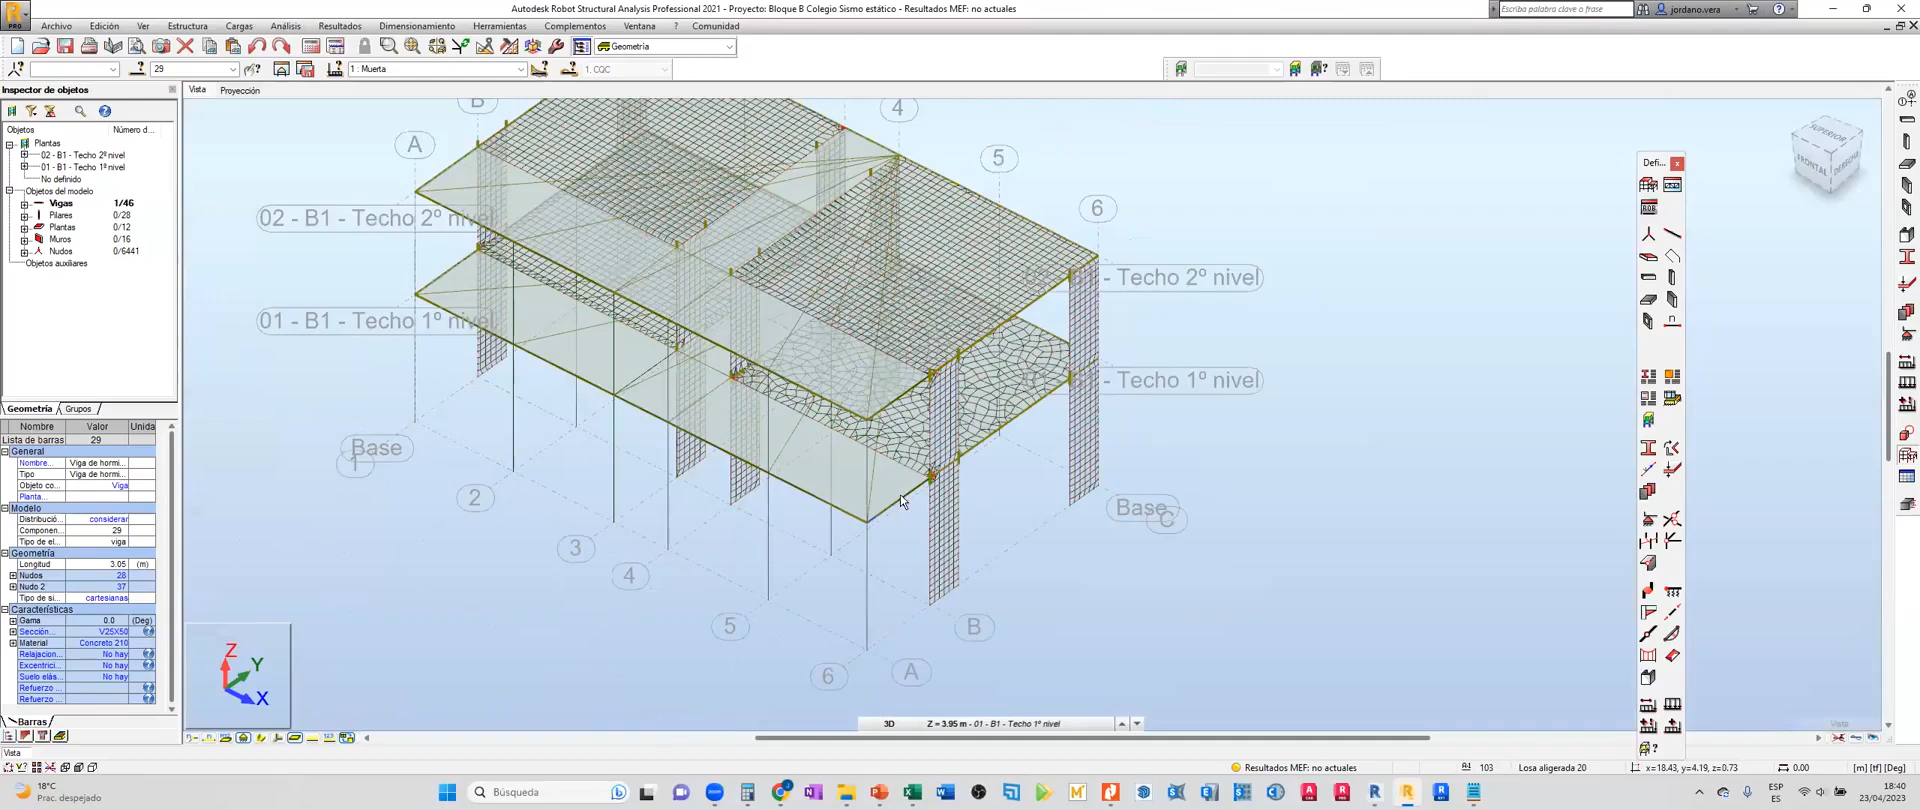 Autodesk Robot Structural Analysis Professional 2021 - Proyecto: Bloque B Colegio Sismo estático - Resultados MEF: no actuales
Escriba palabra clave o frase
jordano.vera
PRO
Archivo Edición Ver Estructura Cargas Análisis Resultados Dimensionamiento Herramientas Complementos Ventana ? Comunidad
Geometría
29
1 : Muerta
1. CQC
Inspector de objetos
Vista Proyección
Objetos Número d...
Plantas
02 - B1 - Techo 2º nivel
01 - B1 - Techo 1º nivel
No definido
Objetos del modelo
Vigas 1/46
Pilares 0/28
Plantas 0/12
Muros 0/16
Nudos 0/6441
Objetos auxiliares
Geometría Grupos
Nombre Valor Unida
Lista de barras 29
General
Nombre... Viga de hormi...
Tipo Viga de hormi...
Objeto co... Viga
Planta...
Modelo
Distribució... considerar
Componen... 29
Tipo de el... viga
Geometría
Longitud 3.05 (m)
Nudos 28
Nudo 2 37
Tipo de si... cartesianas
Características
Gama 0.0 (Deg)
Sección... V25X50
Material Concreto 210
Relajacion... No hay
Excentrici... No hay
Suelo elás... No hay
Refuerzo ...
Refuerzo ...
Barras
Vista
B
A
4
5
6
02 - B1 - Techo 2º nivel
01 - B1 - Techo 1º nivel
- Techo 2º nivel
- Techo 1º nivel
Base
1
2
3
4
5
6
A
B
Base
C
SUPERIOR
FRONTAL
DERECHA
Defi...
Z
Y
X
3D Z = 3.95 m - 01 - B1 - Techo 1º nivel
Vista
Resultados MEF: no actuales
103
Losa aligerada 20
x=18.43, y=4.19, z=0.73
0.00
[m] [tf] [Deg]
18°C
Prac. despejado
Búsqueda
ESP
ES
18:40
23/04/2023